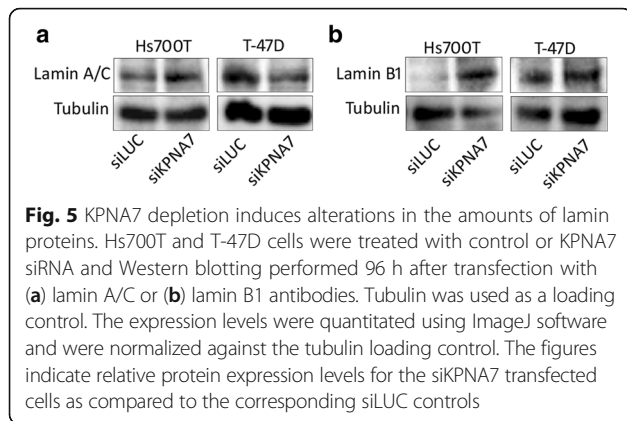 a b
Hs700T T-47D Hs700T T-47D
Lamin A/C Lamin B1
Tubulin Tubulin
siLUC siKPNA7 siLUC siKPNA7 siLUC siKPNA7 siLUC siKPNA7
Fig. 5 KPNA7 depletion induces alterations in the amounts of lamin
proteins. Hs700T and T-47D cells were treated with control or KPNA7
siRNA and Western blotting performed 96 h after transfection with
(a) lamin A/C or (b) lamin B1 antibodies. Tubulin was used as a loading
control. The expression levels were quantitated using ImageJ software
and were normalized against the tubulin loading control. The figures
indicate relative protein expression levels for the siKPNA7 transfected
cells as compared to the corresponding siLUC controls